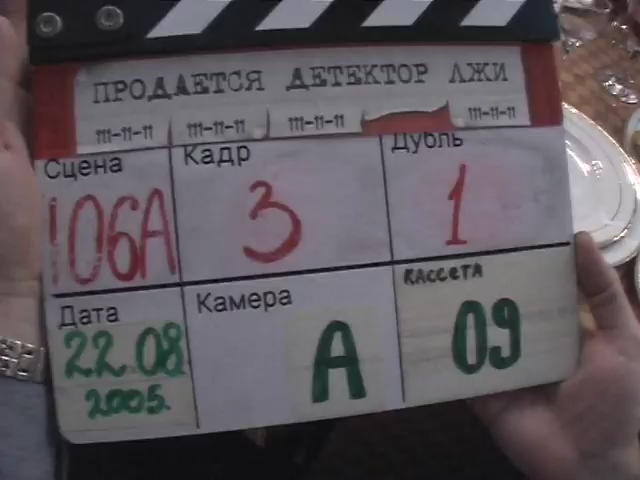 ПРОДАЕТСЯ ДЕТЕКТОР ЛЖИ
111-11-11 111-11-11 111-11-11 111-11-11
Сцена Кадр Дубль
106А 3 1
Дата Камера КАССЕТА
22.08 А 09
2005.